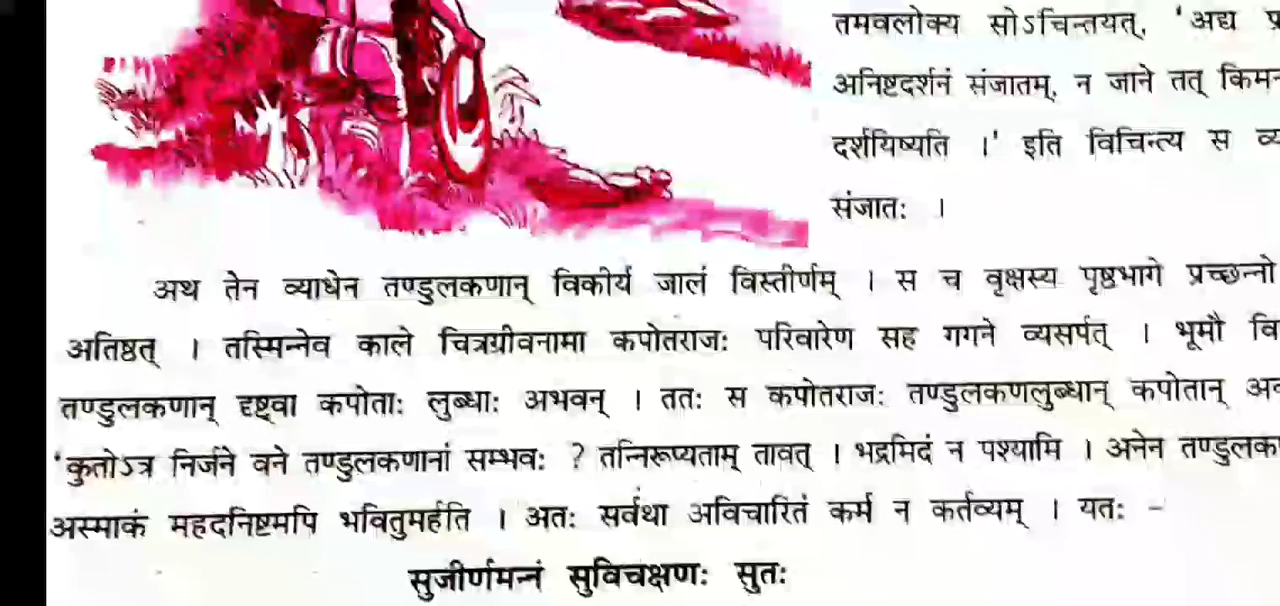 तमवलोक्य सोऽचिन्तयत्, 'अद्य
अनिष्टदर्शनं संजातम्, न जाने तत्
दर्शयिष्यति ।' इति विचिन्त्य स
संजातः ।
अथ तेन व्याधेन तण्डुलकणान् विकीर्य जालं विस्तीर्णम् । स च वृक्षस्य पृष्ठभागे प्रच्छन्नो
अतिष्ठत् । तस्मिन्नेव काले चित्रग्रीवनामा कपोतराजः परिवारेण सह गगने व्यसर्पत् । भूमौ
तण्डुलकणान् दृष्ट्वा कपोताः लुब्धाः अभवन् । ततः स कपोतराजः तण्डुलकणलुब्धान् कपोतान्
'कुतोऽत्र निर्जने वने तण्डुलकणानां सम्भवः ? तन्निरूप्यताम् तावत् । भद्रमिदं न पश्यामि । अनेन
अस्माकं महदनिष्टमपि भवितुमर्हति । अतः सर्वथा अविचारितं कर्म न कर्तव्यम् । यतः -
सुजीर्णमन्नं सुविचक्षणः सुतः